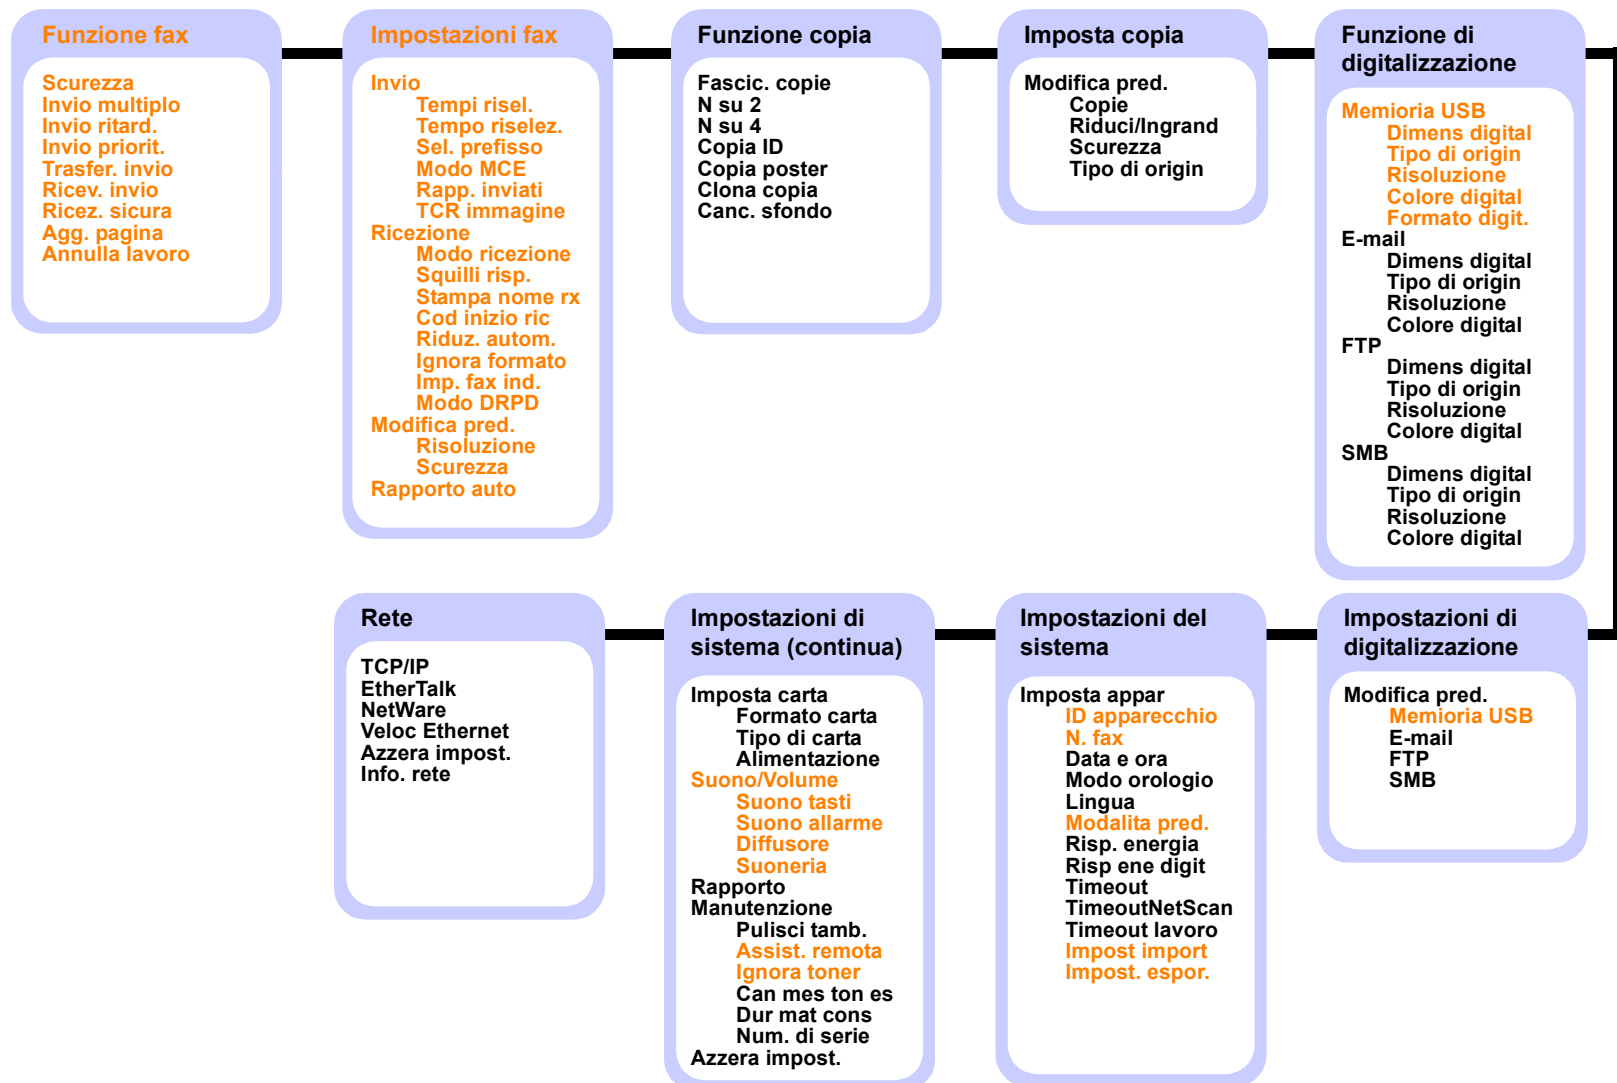 Funzione fax
Scurezza
Invio multiplo
Invio ritard.
Invio priorit.
Trasfer. invio
Ricev. invio
Ricez. sicura
Agg. pagina
Annulla lavoro
Impostazioni fax
Invio
Tempi risel.
Tempo riselez.
Sel. prefisso
Modo MCE
Rapp. inviati
TCR immagine
Ricezione
Modo ricezione
Squilli risp.
Stampa nome rx
Cod inizio ric
Riduz. autom.
Ignora formato
Imp. fax ind.
Modo DRPD
Modifica pred.
Risoluzione
Scurezza
Rapporto auto
Funzione copia
Fascic. copie
N su 2
N su 4
Copia ID
Copia poster
Clona copia
Canc. sfondo
Imposta copia
Modifica pred.
Copie
Riduci/Ingrand
Scurezza
Tipo di origin
Funzione di
digitalizzazione
Memioria USB
Dimens digital
Tipo di origin
Risoluzione
Colore digital
Formato digit.
E-mail
Dimens digital
Tipo di origin
Risoluzione
Colore digital
FTP
Dimens digital
Tipo di origin
Risoluzione
Colore digital
SMB
Dimens digital
Tipo di origin
Risoluzione
Colore digital
Rete
TCP/IP
EtherTalk
NetWare
Veloc Ethernet
Azzera impost.
Info. rete
Impostazioni di
sistema (continua)
Imposta carta
Formato carta
Tipo di carta
Alimentazione
Suono/Volume
Suono tasti
Suono allarme
Diffusore
Suoneria
Rapporto
Manutenzione
Pulisci tamb.
Assist. remota
Ignora toner
Can mes ton es
Dur mat cons
Num. di serie
Azzera impost.
Impostazioni del
sistema
Imposta appar
ID apparecchio
N. fax
Data e ora
Modo orologio
Lingua
Modalita pred.
Risp. energia
Risp ene digit
Timeout
TimeoutNetScan
Timeout lavoro
Impost import
Impost. espor.
Impostazioni di
digitalizzazione
Modifica pred.
Memioria USB
E-mail
FTP
SMB